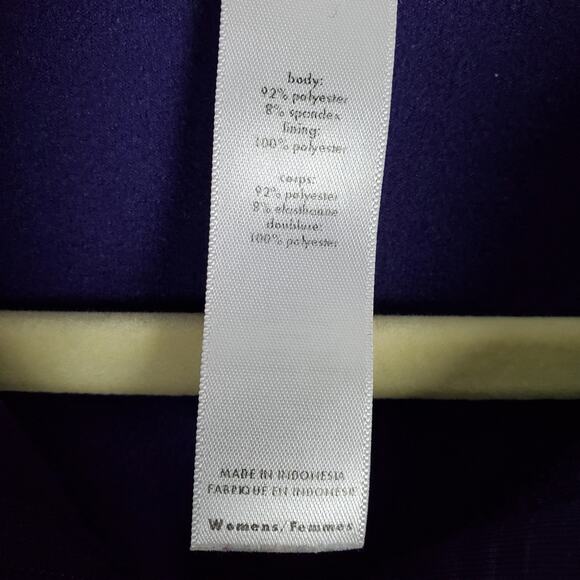 body:
92% polyester
8% spandex
lining:
100% polyester
corps:
92% polyester
8% elasthanne
doublure:
100% polyester
MADE IN INDONESIA
FABRIQUE EN INDONESIE
Womens/Femmes